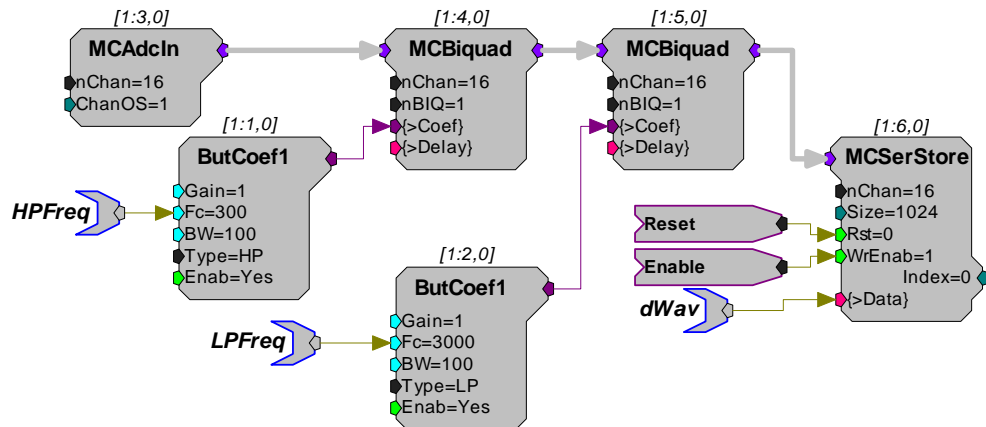 [1:3,0]
MCAdcIn
nChan=16
ChanOS=1
[1:4,0]
MCBiquad
nChan=16
nBIQ=1
{>Coef}
{>Delay}
[1:5,0]
MCBiquad
nChan=16
nBIQ=1
{>Coef}
{>Delay}
[1:1,0]
ButCoef1
Gain=1
Fc=300
BW=100
Type=HP
Enab=Yes
HPFreq
[1:6,0]
MCSerStore
nChan=16
Size=1024
Rst=0
WrEnab=1
Index=0
{>Data}
Reset
Enable
dWav
[1:2,0]
ButCoef1
Gain=1
Fc=3000
BW=100
Type=LP
Enab=Yes
LPFreq